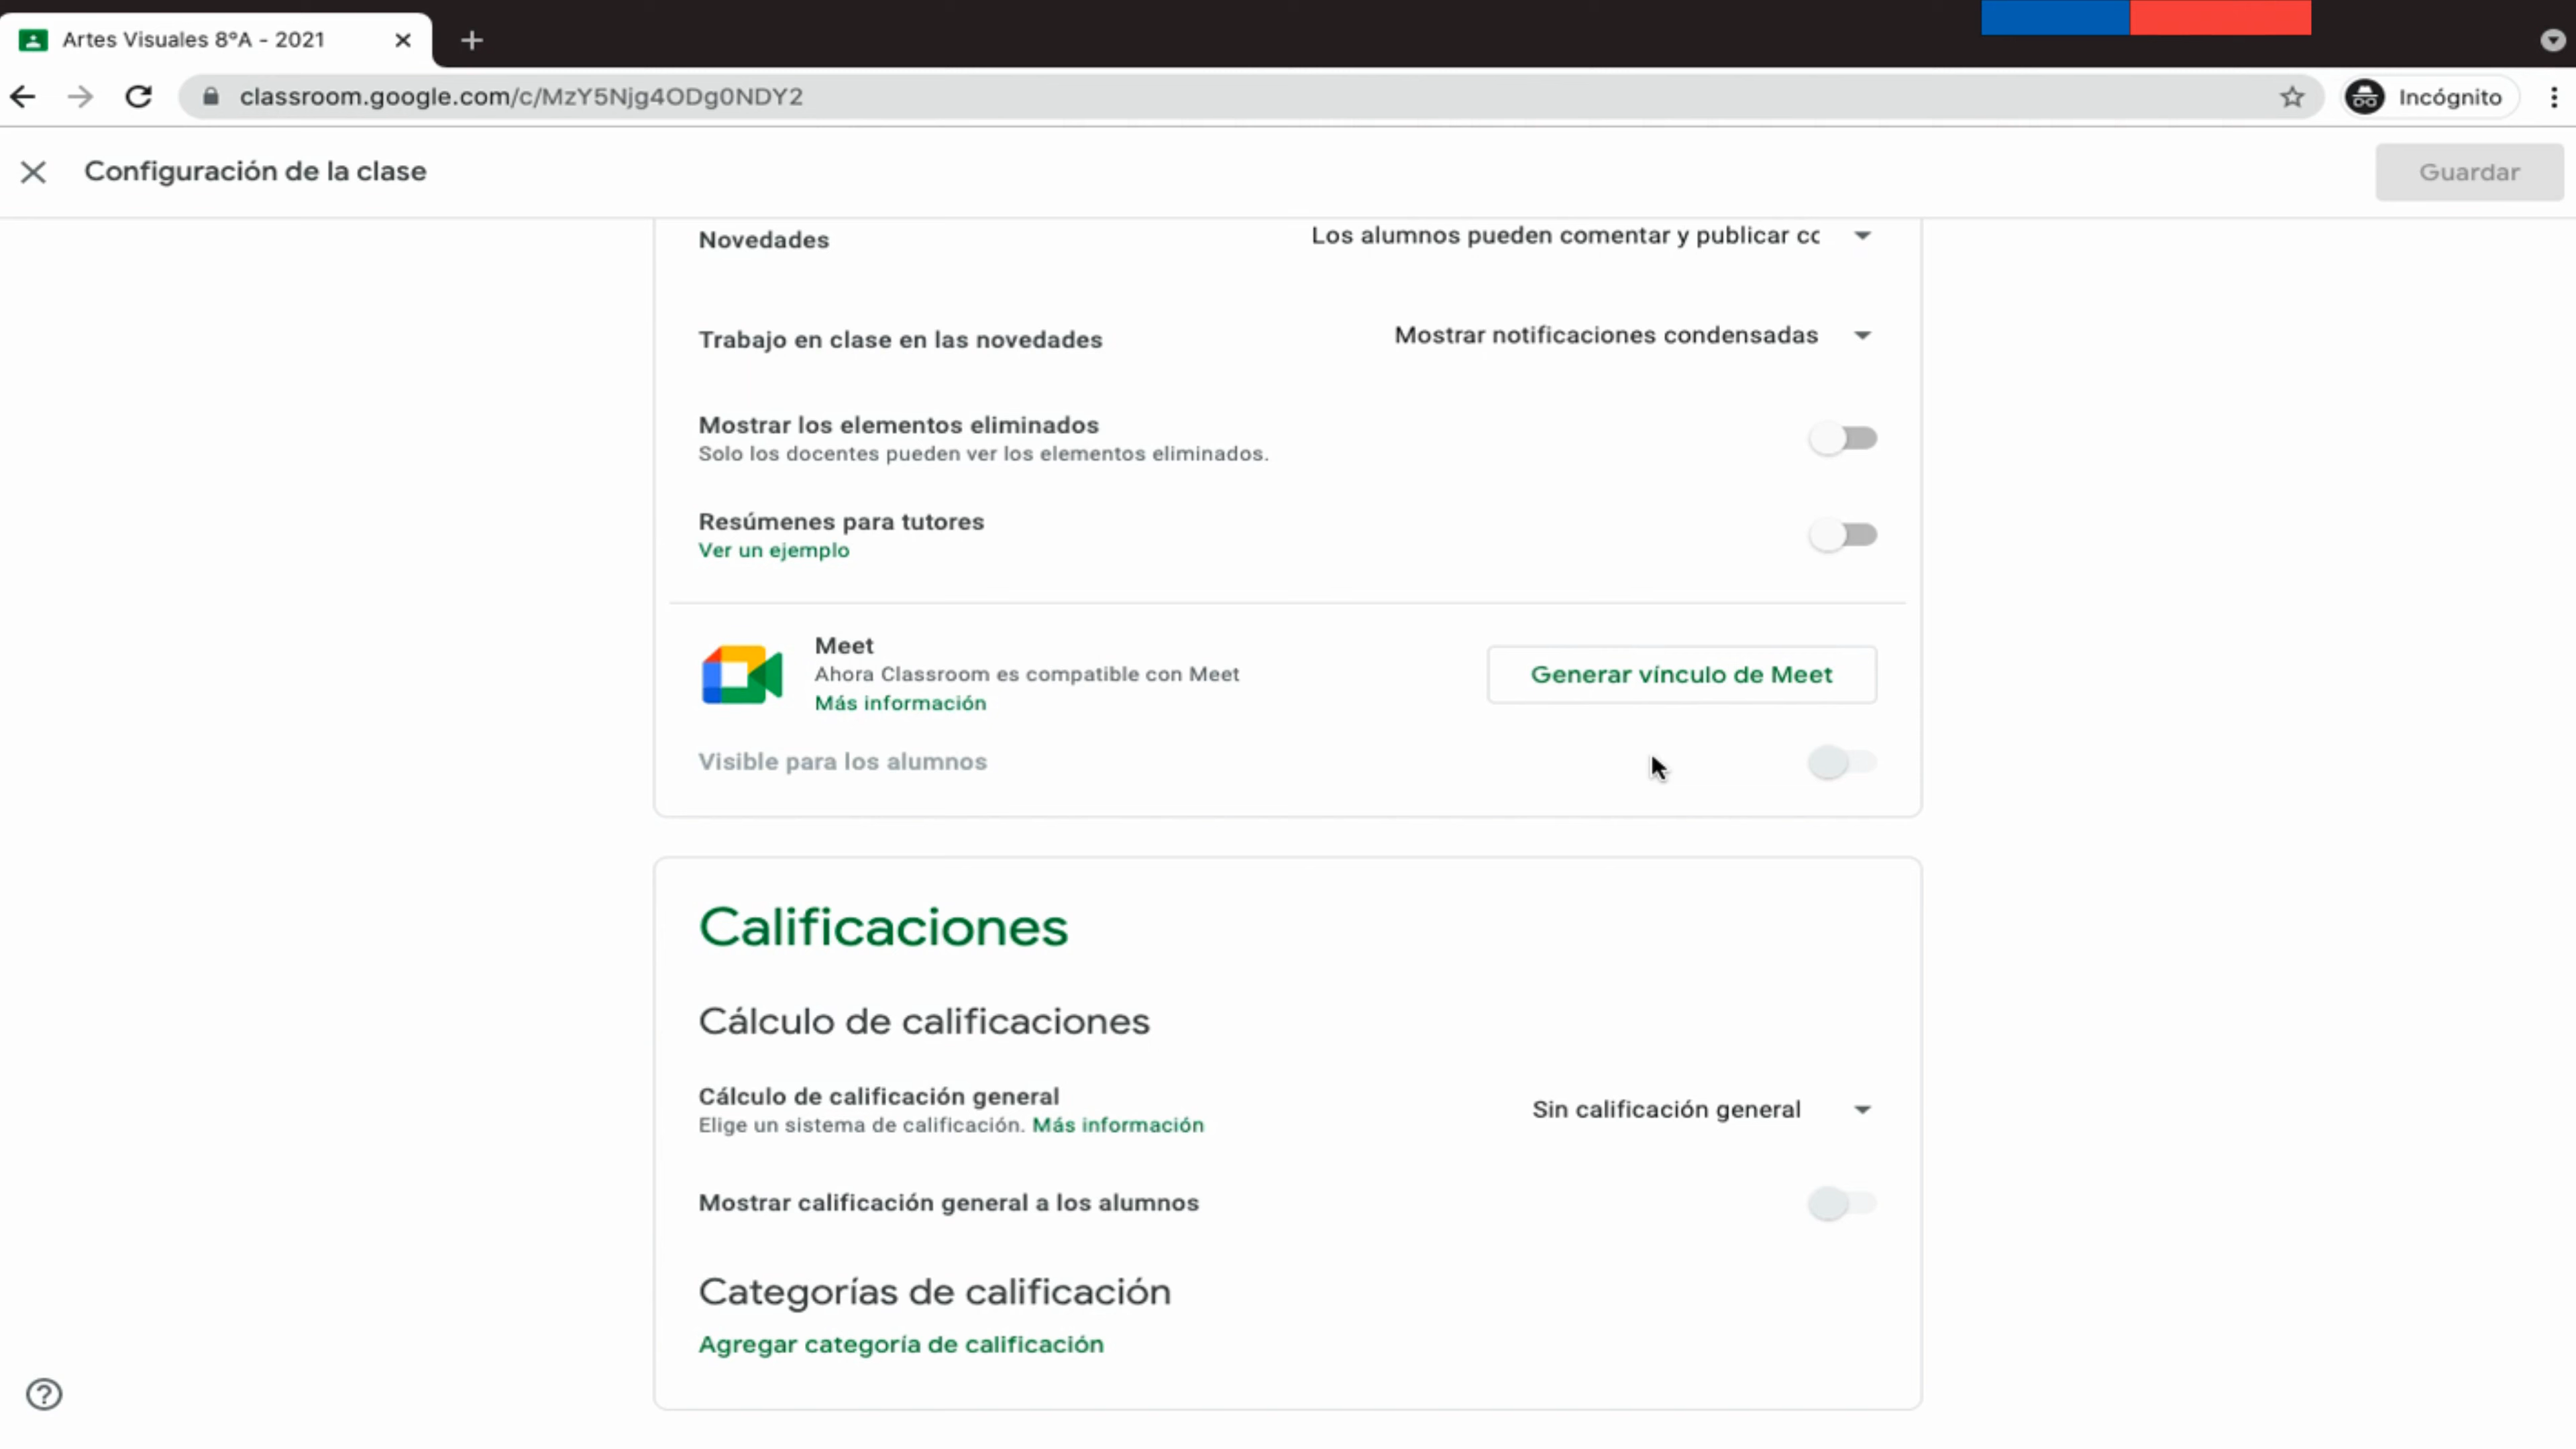 Artes Visuales 8°A - 2021
classroom.google.com/c/MzY5Njg4ODg0NDY2
Incógnito
Configuración de la clase
Guardar
Novedades
Los alumnos pueden comentar y publicar cc
Trabajo en clase en las novedades
Mostrar notificaciones condensadas
Mostrar los elementos eliminados
Solo los docentes pueden ver los elementos eliminados.
Resúmenes para tutores
Ver un ejemplo
Meet
Ahora Classroom es compatible con Meet
Más información
Generar vínculo de Meet
Visible para los alumnos
Calificaciones
Cálculo de calificaciones
Cálculo de calificación general
Elige un sistema de calificación. Más información
Sin calificación general
Mostrar calificación general a los alumnos
Categorías de calificación
Agregar categoría de calificación